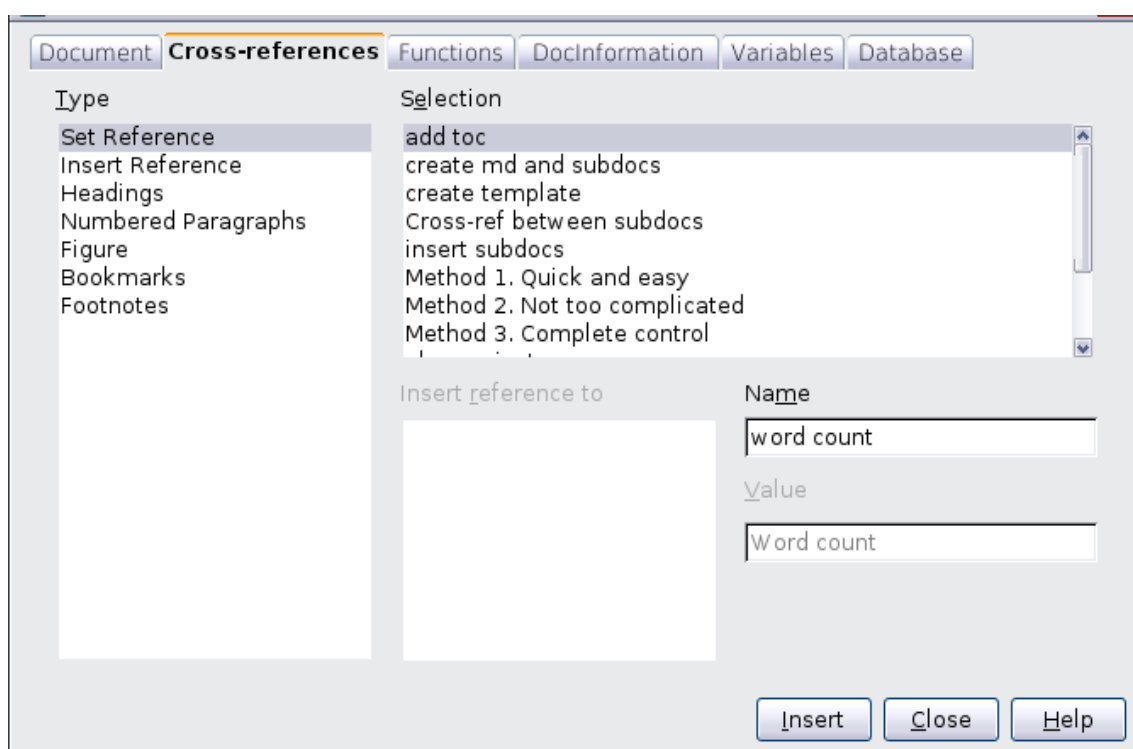 Document Cross-references Functions DocInformation Variables Database
Type
Set Reference
Insert Reference
Headings
Numbered Paragraphs
Figure
Bookmarks
Footnotes
Selection
add toc
create md and subdocs
create template
Cross-ref between subdocs
insert subdocs
Method 1. Quick and easy
Method 2. Not too complicated
Method 3. Complete control
Insert reference to
Name
word count
Value
Word count
Insert Close Help